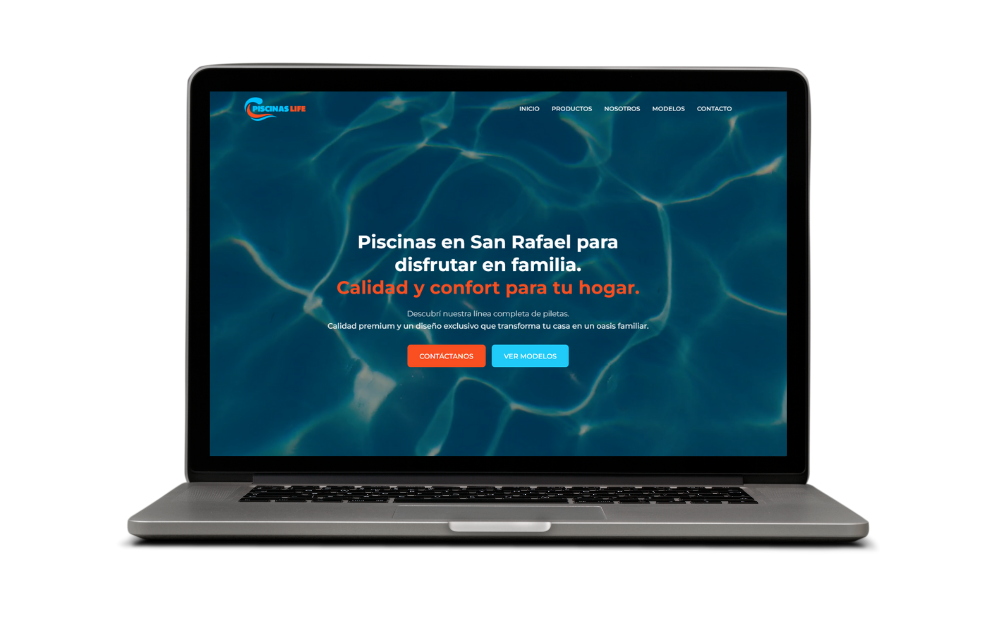 PISCINAS LIFE
INICIO PRODUCTOS NOSOTROS MODELOS CONTACTO
Piscinas en San Rafael para
disfrutar en familia.
Calidad y confort para tu hogar.
Descubrí nuestra línea completa de piletas.
Calidad premium y un diseño exclusivo que transforma tu casa en un oasis familiar.
CONTÁCTANOS VER MODELOS